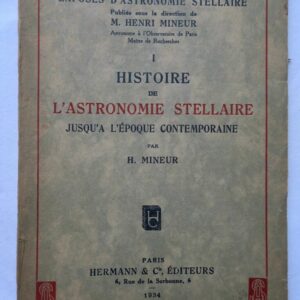 EXPOSÉS D'ASTRONOMIE STELLAIRE
Publiés sous la direction de
M. HENRI MINEUR
Astronome à l'Observatoire de Paris
Maître de Recherches
I
HISTOIRE
DE
L'ASTRONOMIE STELLAIRE
JUSQU'A L'ÉPOQUE CONTEMPORAINE
PAR
H. MINEUR
PARIS
HERMANN & Cie, ÉDITEURS
6, Rue de la Sorbonne, 6
1934